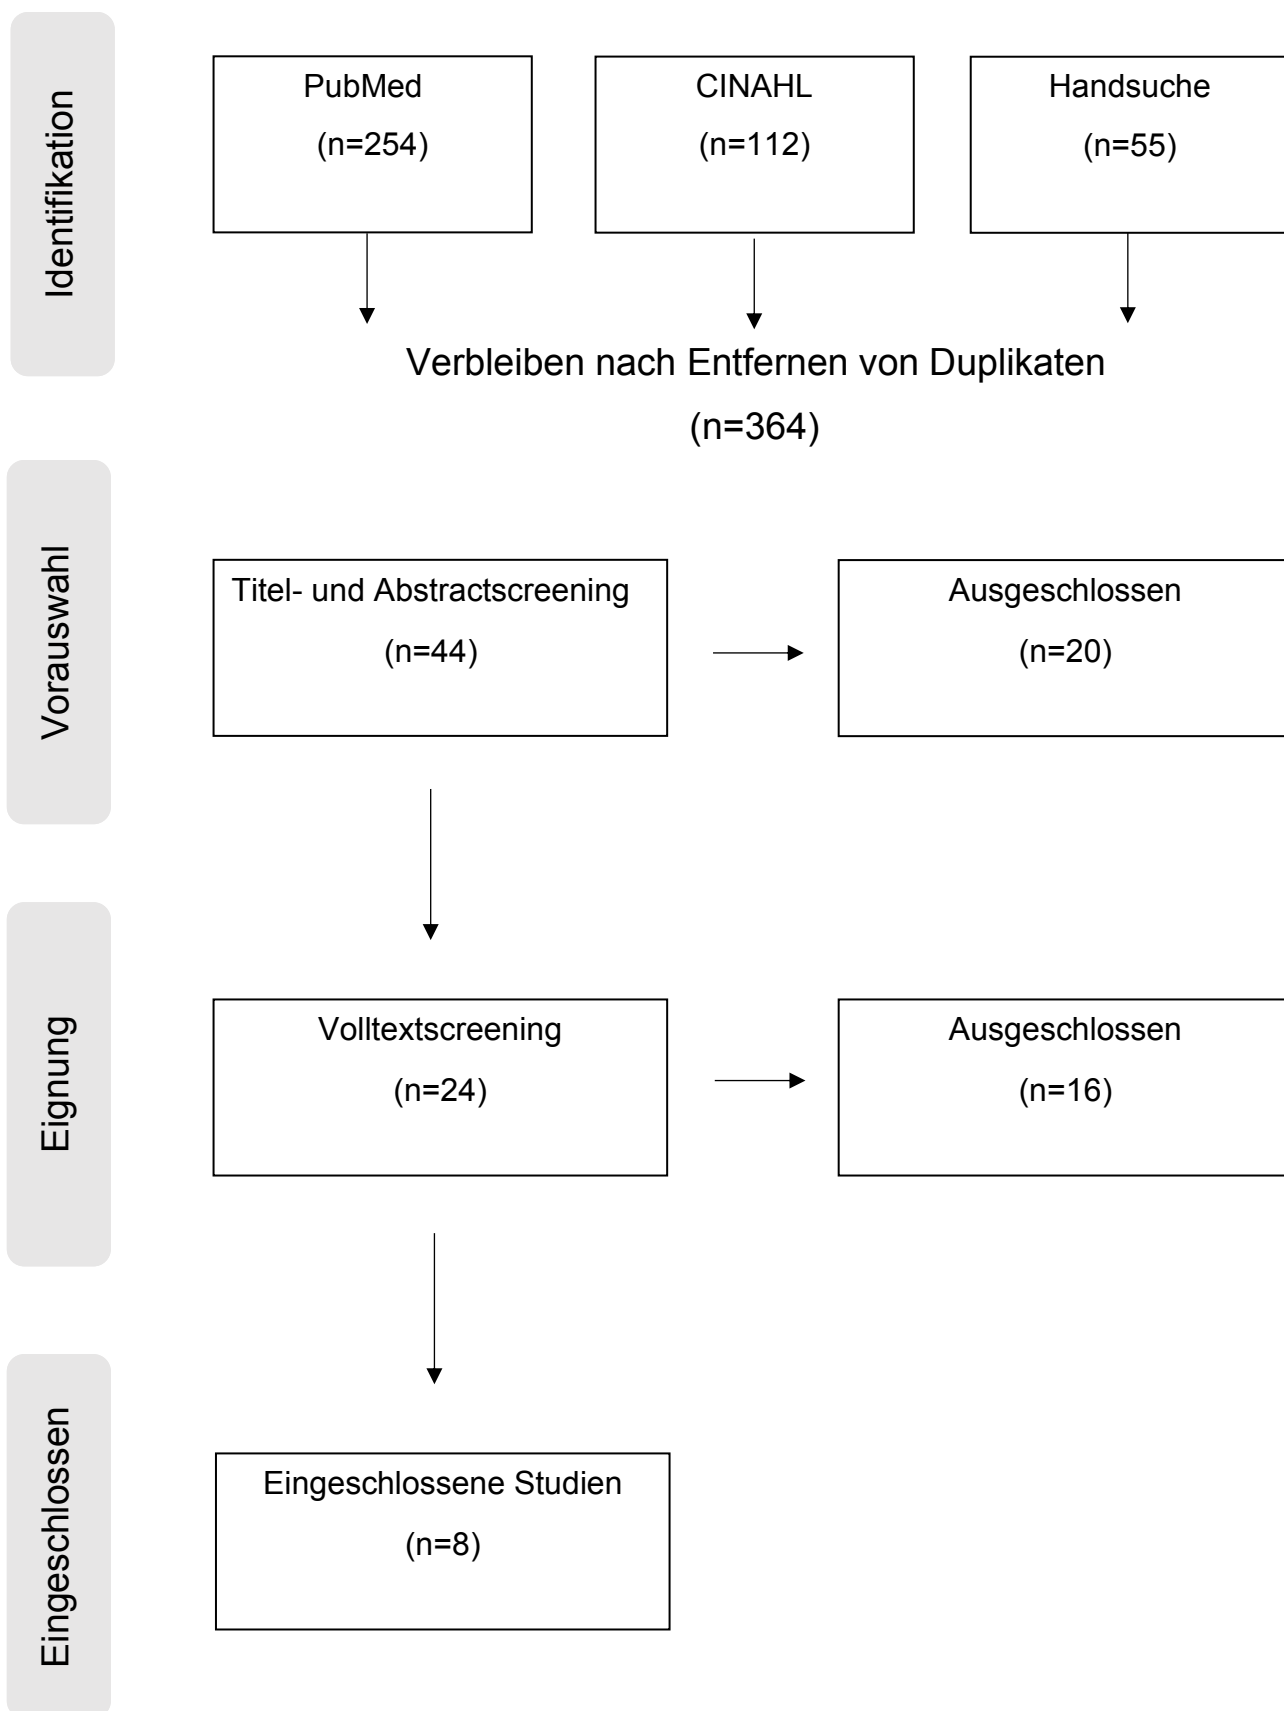 Identifikation
PubMed
(n=254)
CINAHL
(n=112)
Handsuche
(n=55)
Verbleiben nach Entfernen von Duplikaten
(n=364)
Vorauswahl
Titel- und Abstractscreening
(n=44)
Ausgeschlossen
(n=20)
Eignung
Volltextscreening
(n=24)
Ausgeschlossen
(n=16)
Eingeschlossen
Eingeschlossene Studien
(n=8)